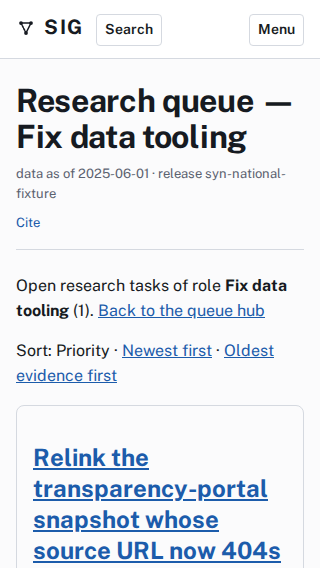 SIG Search Menu
Research queue —
Fix data tooling
data as of 2025-06-01 · release syn-national-
fixture
Cite
Open research tasks of role Fix data
tooling (1). Back to the queue hub
Sort: Priority · Newest first · Oldest
evidence first
Relink the
transparency-portal
snapshot whose
source URL now 404s